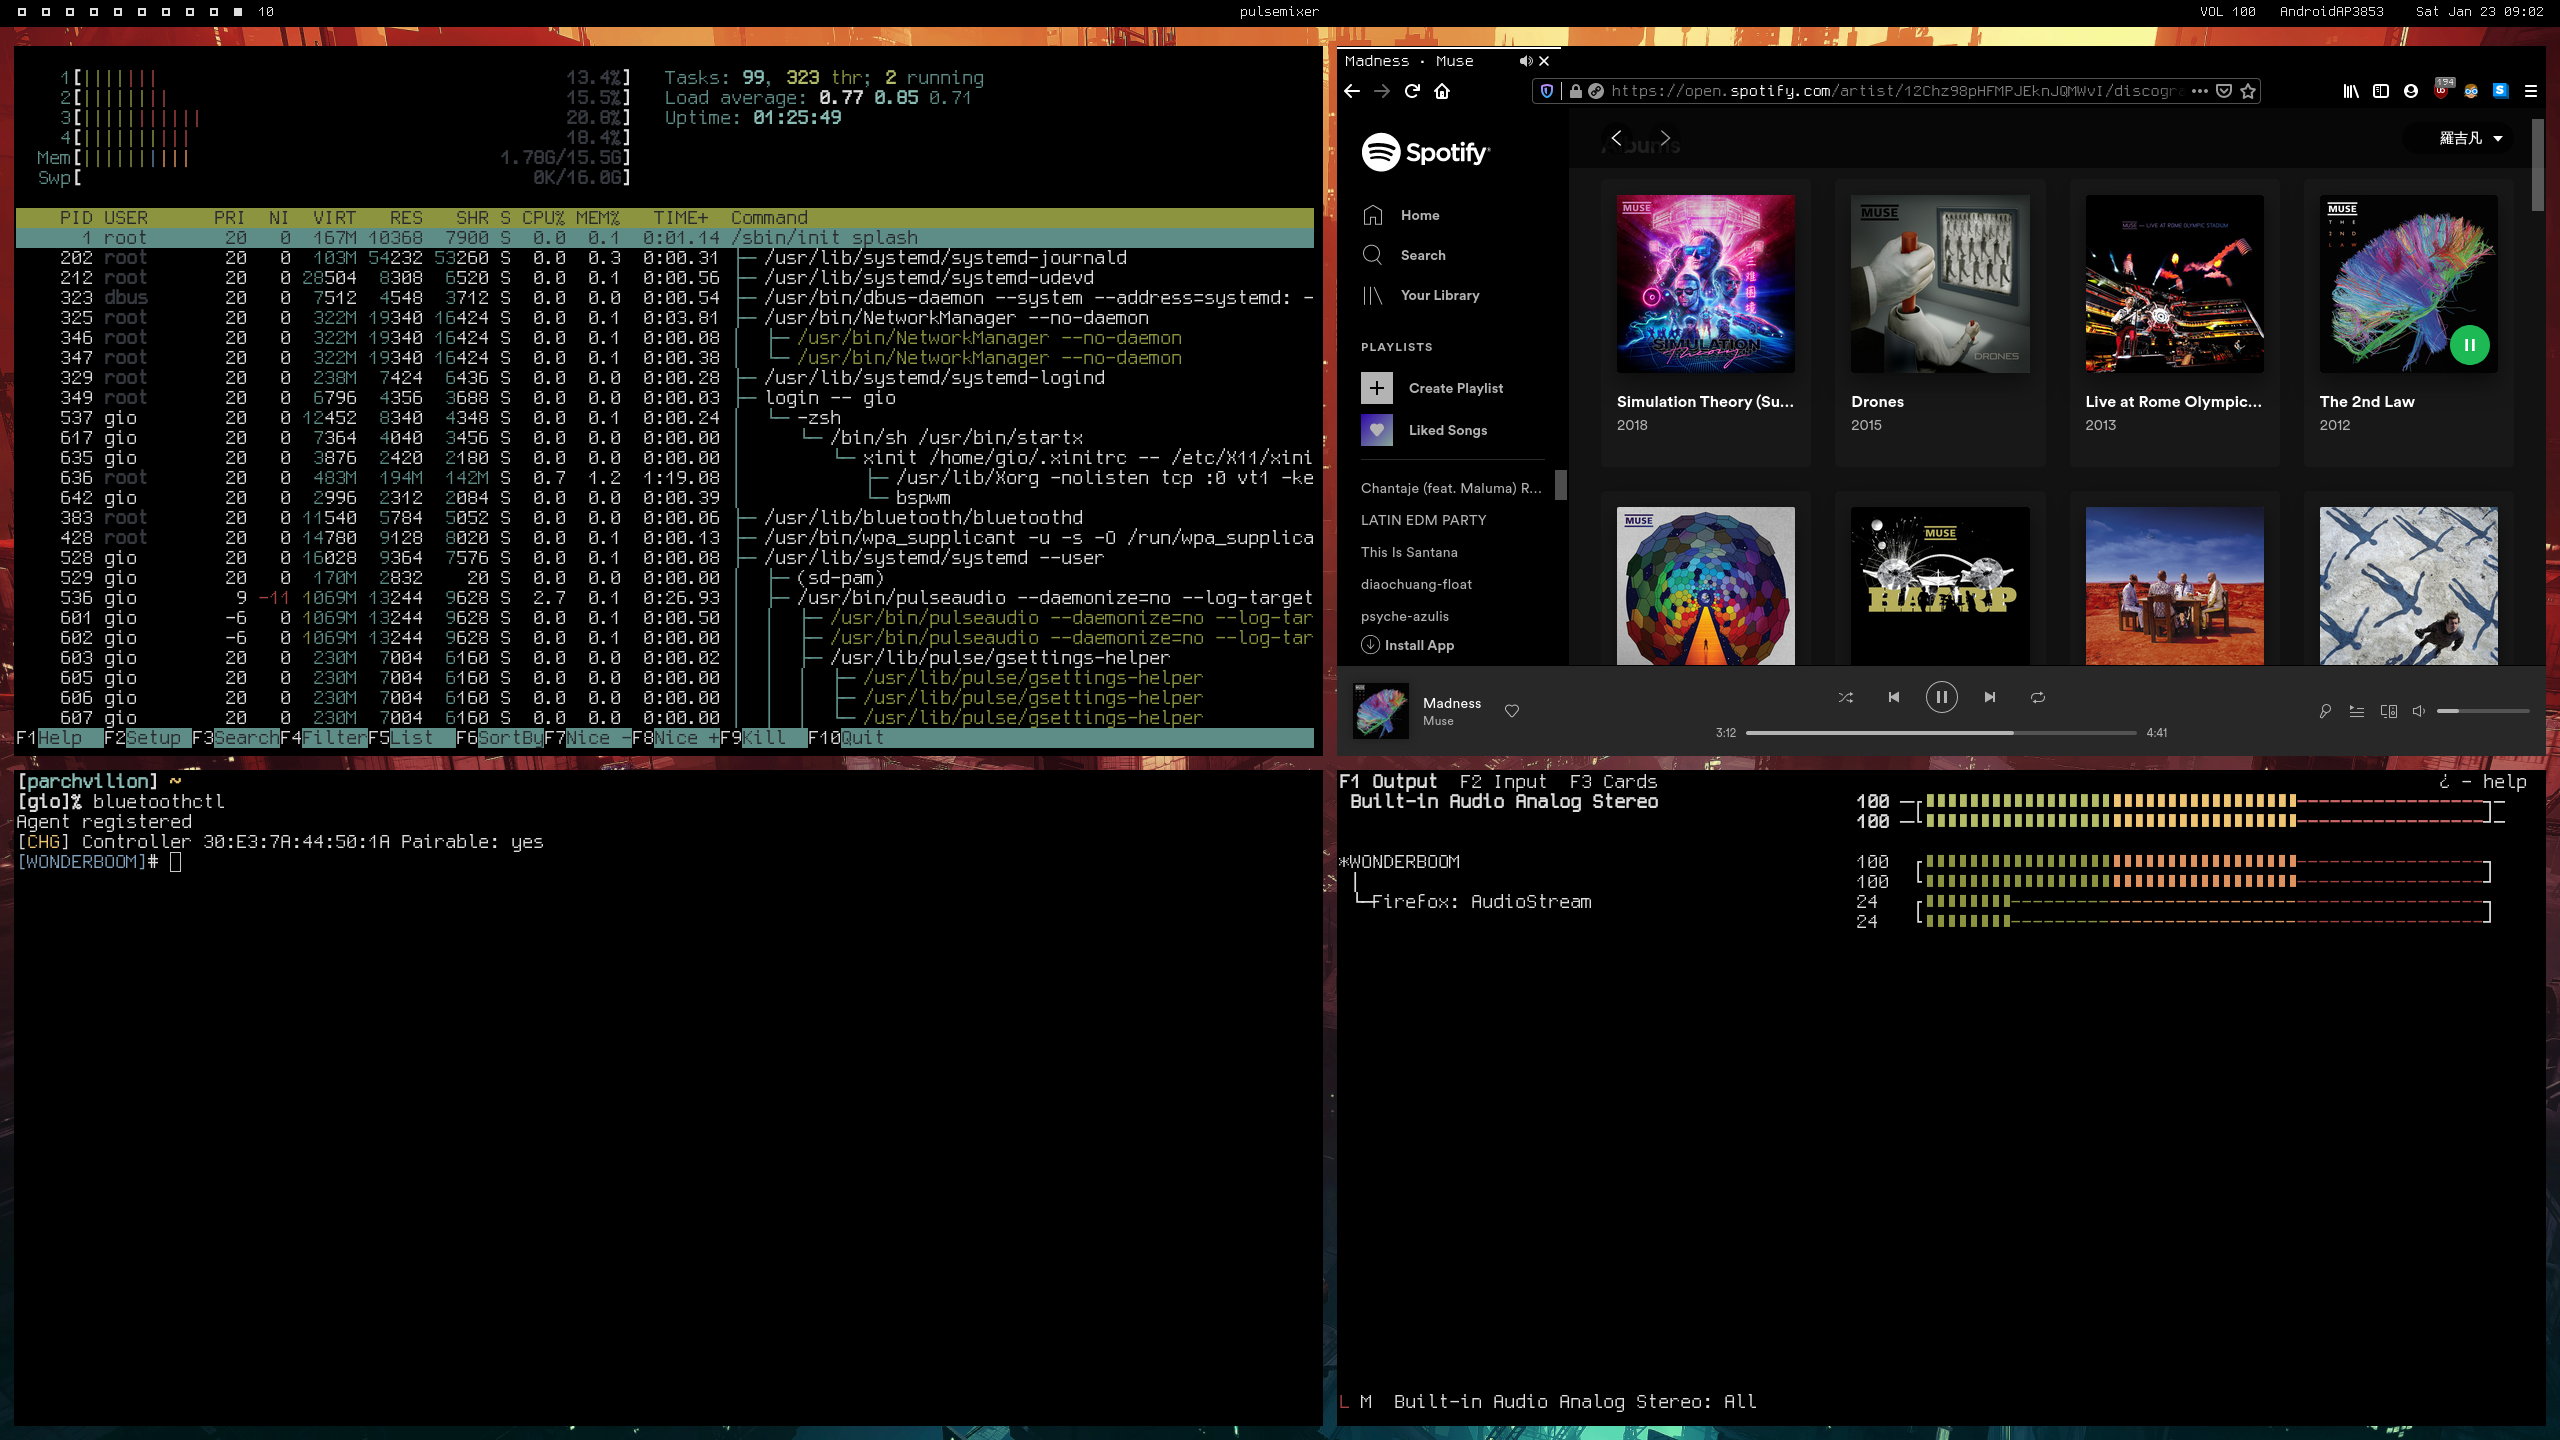 10
pulsemixer
VOL 100 AndroidAP3853 Sat Jan 23 09:02
1[|||||||13.4%] Tasks: 99, 323 thr; 2 running
2[||||||||15.5%] Load average: 0.77 0.85 0.71
3[|||||||||||20.8%] Uptime: 01:25:49
4[||||||||||18.4%]
Mem[||||||||||1.78G/15.5G]
Swp[0K/16.0G]
PID USER PRI NI VIRT RES SHR S CPU% MEM% TIME+ Command
1 root 20 0 167M 10368 7900 S 0.0 0.1 0:01.14 /sbin/init splash
202 root 20 0 103M 54232 53260 S 0.0 0.3 0:00.31 ├─ /usr/lib/systemd/systemd-journald
212 root 20 0 28504 8308 6520 S 0.0 0.1 0:00.56 ├─ /usr/lib/systemd/systemd-udevd
323 dbus 20 0 7512 4548 3712 S 0.0 0.0 0:00.54 ├─ /usr/bin/dbus-daemon --system --address=systemd: -
325 root 20 0 322M 19340 16424 S 0.0 0.1 0:03.81 ├─ /usr/bin/NetworkManager --no-daemon
346 root 20 0 322M 19340 16424 S 0.0 0.1 0:00.08 │ ├─ /usr/bin/NetworkManager --no-daemon
347 root 20 0 322M 19340 16424 S 0.0 0.1 0:00.38 │ └─ /usr/bin/NetworkManager --no-daemon
329 root 20 0 238M 7424 6436 S 0.0 0.0 0:00.28 ├─ /usr/lib/systemd/systemd-logind
349 root 20 0 6796 4356 3688 S 0.0 0.0 0:00.03 ├─ login -- gio
537 gio 20 0 12452 8340 4348 S 0.0 0.1 0:00.24 │ └─ -zsh
617 gio 20 0 7364 4040 3456 S 0.0 0.0 0:00.00 │ └─ /bin/sh /usr/bin/startx
635 gio 20 0 3876 2420 2180 S 0.0 0.0 0:00.00 │ └─ xinit /home/gio/.xinitrc -- /etc/X11/xini
636 root 20 0 483M 194M 142M S 0.7 1.2 1:19.08 │ ├─ /usr/lib/Xorg -nolisten tcp :0 vt1 -ke
642 gio 20 0 2996 2312 2084 S 0.0 0.0 0:00.39 │ └─ bspwm
383 root 20 0 11540 5784 5052 S 0.0 0.0 0:00.06 ├─ /usr/lib/bluetooth/bluetoothd
428 root 20 0 14780 9128 8020 S 0.0 0.1 0:00.13 ├─ /usr/bin/wpa_supplicant -u -s -O /run/wpa_supplica
528 gio 20 0 16028 9364 7576 S 0.0 0.1 0:00.08 ├─ /usr/lib/systemd/systemd --user
529 gio 20 0 170M 2832 20 S 0.0 0.0 0:00.00 │ ├─ (sd-pam)
536 gio 9 -11 1069M 13244 9628 S 2.7 0.1 0:26.93 │ ├─ /usr/bin/pulseaudio --daemonize=no --log-target
601 gio -6 0 1069M 13244 9628 S 0.0 0.1 0:00.50 │ │ ├─ /usr/bin/pulseaudio --daemonize=no --log-tar
602 gio -6 0 1069M 13244 9628 S 0.0 0.1 0:00.00 │ │ ├─ /usr/bin/pulseaudio --daemonize=no --log-tar
603 gio 20 0 230M 7004 6160 S 0.0 0.0 0:00.02 │ │ ├─ /usr/lib/pulse/gsettings-helper
605 gio 20 0 230M 7004 6160 S 0.0 0.0 0:00.00 │ │ │ ├─ /usr/lib/pulse/gsettings-helper
606 gio 20 0 230M 7004 6160 S 0.0 0.0 0:00.00 │ │ │ ├─ /usr/lib/pulse/gsettings-helper
607 gio 20 0 230M 7004 6160 S 0.0 0.0 0:00.00 │ │ │ └─ /usr/lib/pulse/gsettings-helper
F1Help F2Setup F3SearchF4FilterF5List F6SortByF7Nice -F8Nice +F9Kill F10Quit
Madness · Muse
https://open.spotify.com/artist/12Chz98pHFMPJEknJQMWvI/discogra
194
Spotify
Home
Search
Your Library
PLAYLISTS
Create Playlist
Liked Songs
Chantaje (feat. Maluma) R...
LATIN EDM PARTY
This Is Santana
diaochuang-float
psyche-azulis
Install App
Albums
羅吉凡
MUSE
三難困境
SIMULATION
Theory
Simulation Theory (Su...
2018
MUSE
DRONES
Drones
2015
MUSE — LIVE AT ROME OLYMPIC STADIUM
Live at Rome Olympic...
2013
MUSE
THE
2ND
LAW
The 2nd Law
2012
MUSE
MUSE
HAARP
Madness
Muse
3:12
4:41
[parchvilion] ~
[gio]% bluetoothctl
Agent registered
[CHG] Controller 30:E3:7A:44:50:1A Pairable: yes
[WONDERBOOM]#
F1 Output F2 Input F3 Cards ¿ - help
Built-in Audio Analog Stereo 100
100
*WONDERBOOM 100
100
└─Firefox: AudioStream 24
24
L M Built-in Audio Analog Stereo: All